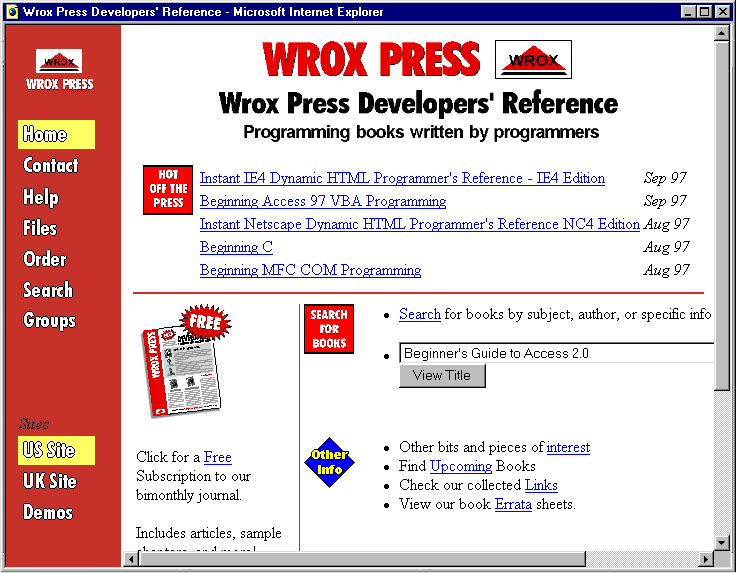 Wrox Press Developers' Reference - Microsoft Internet Explorer
WROX
WROX PRESS
Home
Contact
Help
Files
Order
Search
Groups
Sites
US Site
UK Site
Demos
WROX PRESS WROX
Wrox Press Developers' Reference
Programming books written by programmers
HOT OFF THE PRESS
Instant IE4 Dynamic HTML Programmer's Reference - IE4 Edition Sep 97
Beginning Access 97 VBA Programming Sep 97
Instant Netscape Dynamic HTML Programmer's Reference NC4 Edition Aug 97
Beginning C Aug 97
Beginning MFC COM Programming Aug 97
FREE
WROX PRESS
Click for a Free
Subscription to our
bimonthly journal.
Includes articles, sample
SEARCH
FOR
BOOKS
Search for books by subject, author, or specific info
Beginner's Guide to Access 2.0
View Title
Other
Info
Other bits and pieces of interest
Find Upcoming Books
Check our collected Links
View our book Errata sheets.